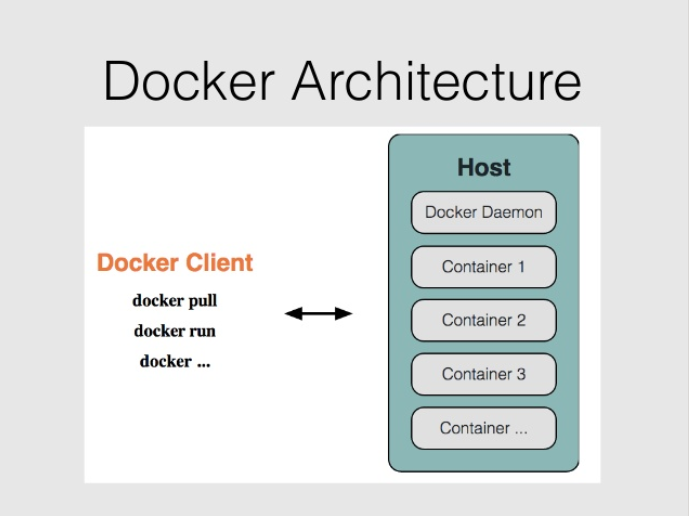 Docker Architecture
Docker Client
docker pull
docker run
docker ...
Host
Docker Daemon
Container 1
Container 2
Container 3
Container ...